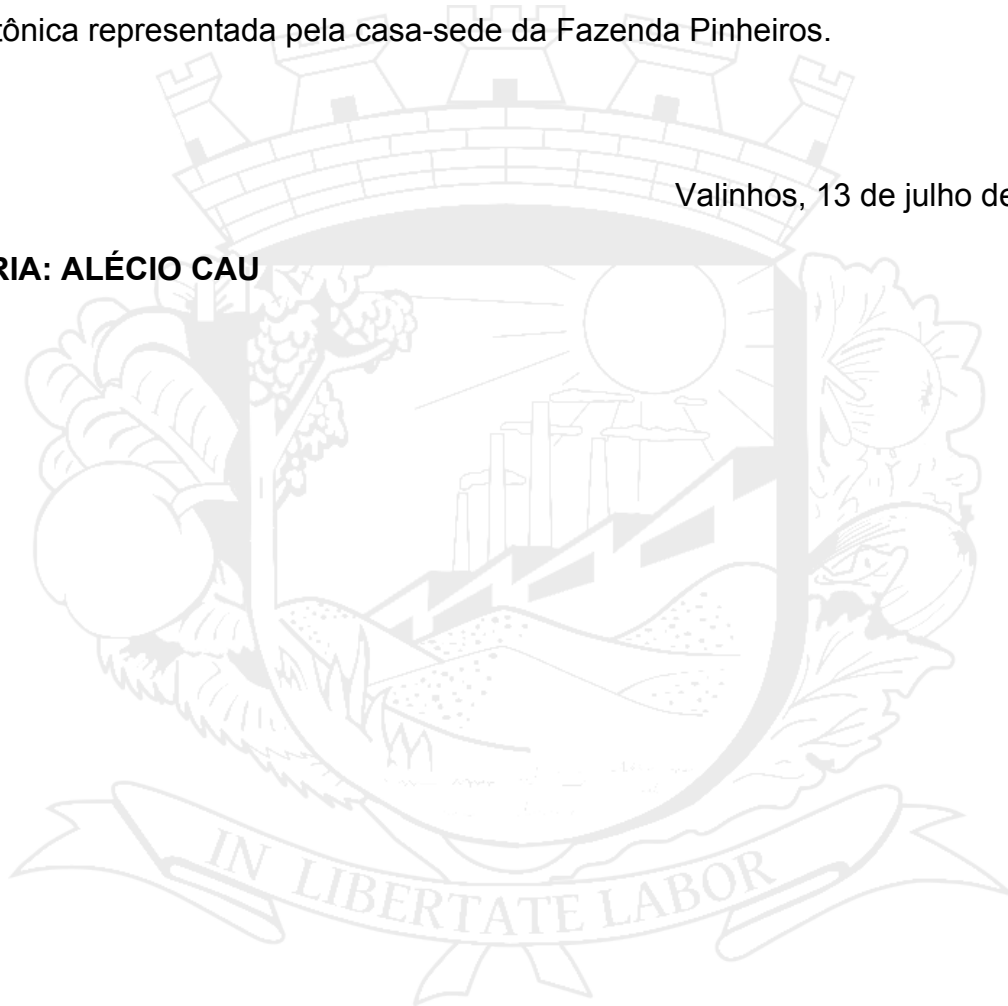 tônica representada pela casa-sede da Fazenda Pinheiros.
Valinhos, 13 de julho de
RIA: ALÉCIO CAU
IN LIBERTATE LABOR